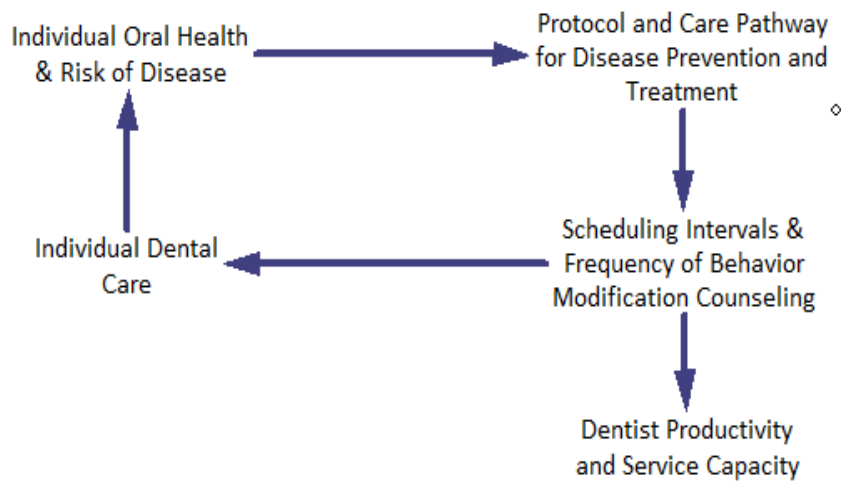 Individual Oral Health
& Risk of Disease
Protocol and Care Pathway
for Disease Prevention and
Treatment
Individual Dental
Care
Scheduling Intervals &
Frequency of Behavior
Modification Counseling
Dentist Productivity
and Service Capacity